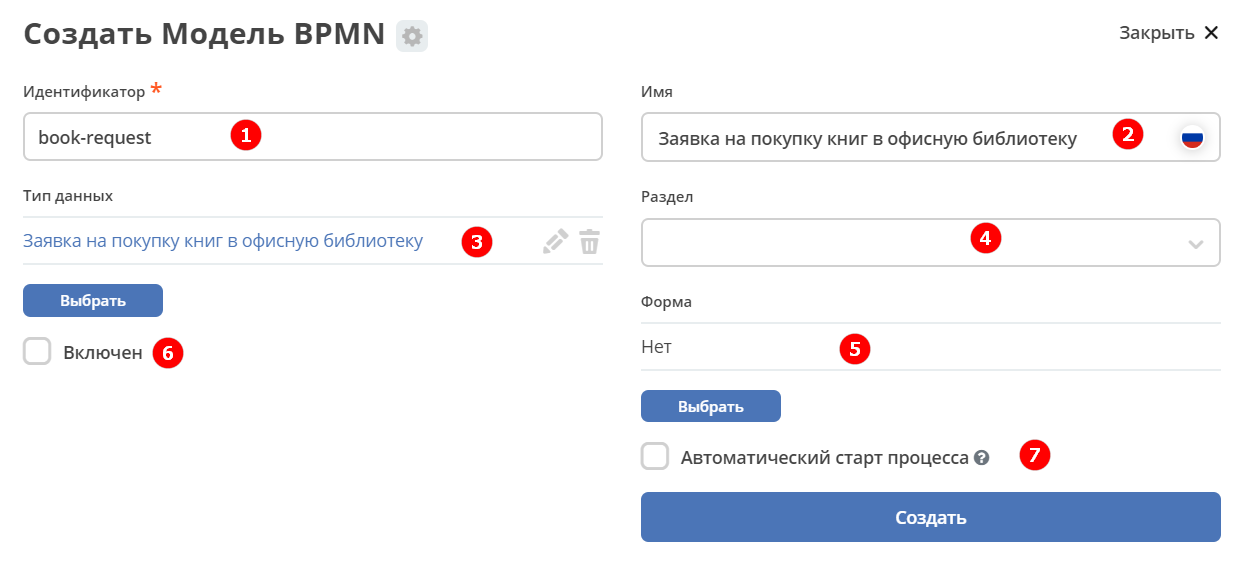 Создать Модель BPMN
Закрыть
Идентификатор *
book-request 1
Имя
Заявка на покупку книг в офисную библиотеку 2
Тип данных
Заявка на покупку книг в офисную библиотеку 3
Выбрать
Включен 6
Раздел
4
Форма
Нет 5
Выбрать
Автоматический старт процесса ? 7
Создать